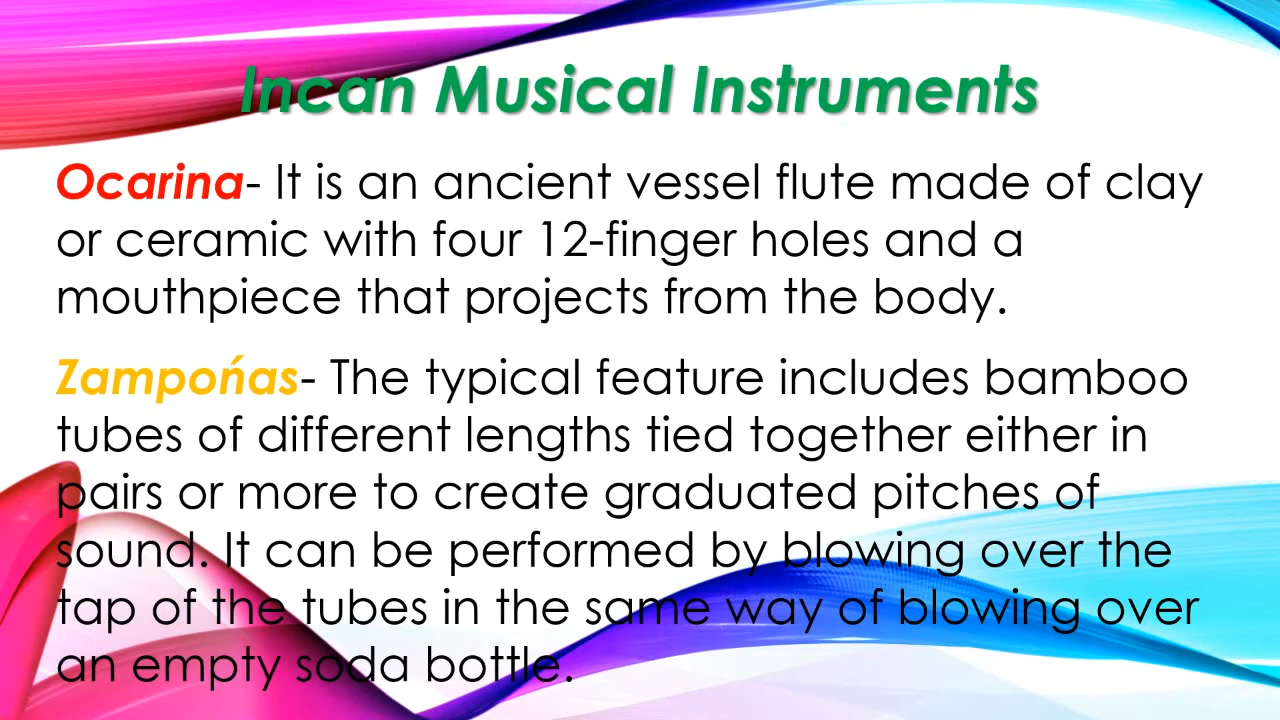 Incan Musical Instruments
Ocarina- It is an ancient vessel flute made of clay
or ceramic with four 12-finger holes and a
mouthpiece that projects from the body.
Zampońas- The typical feature includes bamboo
tubes of different lengths tied together either in
pairs or more to create graduated pitches of
sound. It can be performed by blowing over the
tap of the tubes in the same way of blowing over
an empty soda bottle.